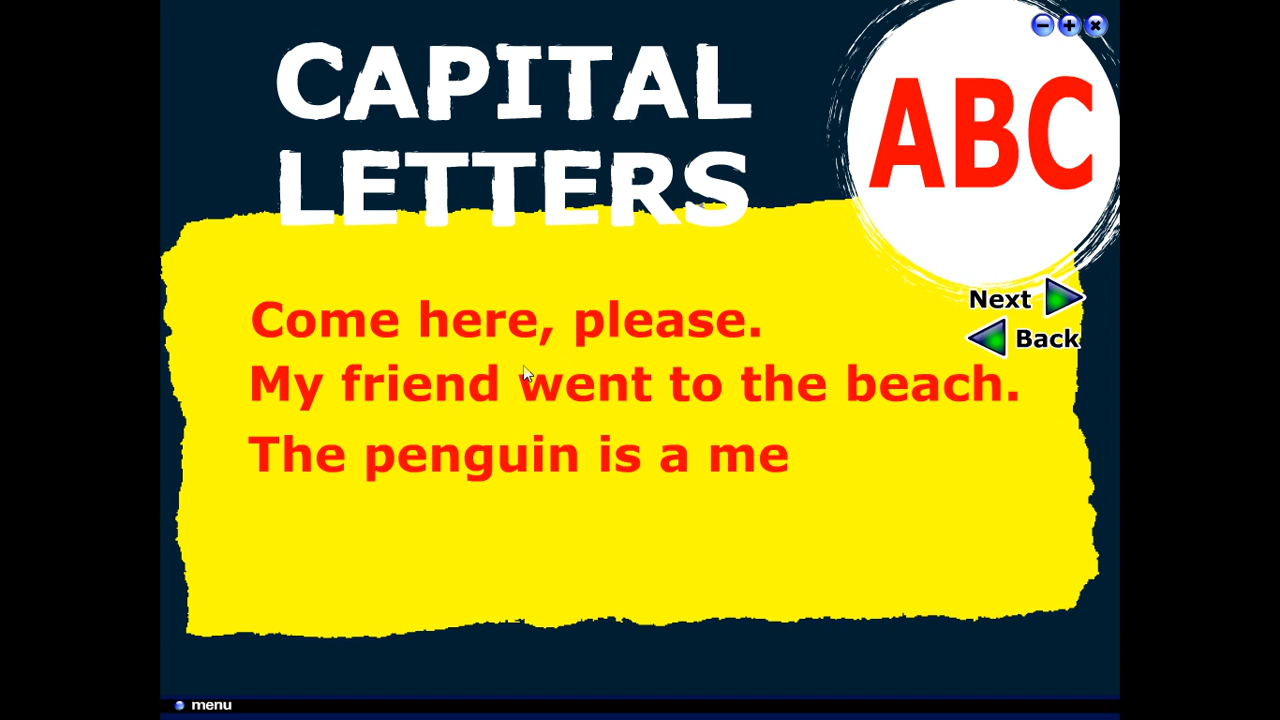 CAPITAL
LETTERS
ABC
Next
Back
Come here, please.
My friend went to the beach.
The penguin is a me
menu